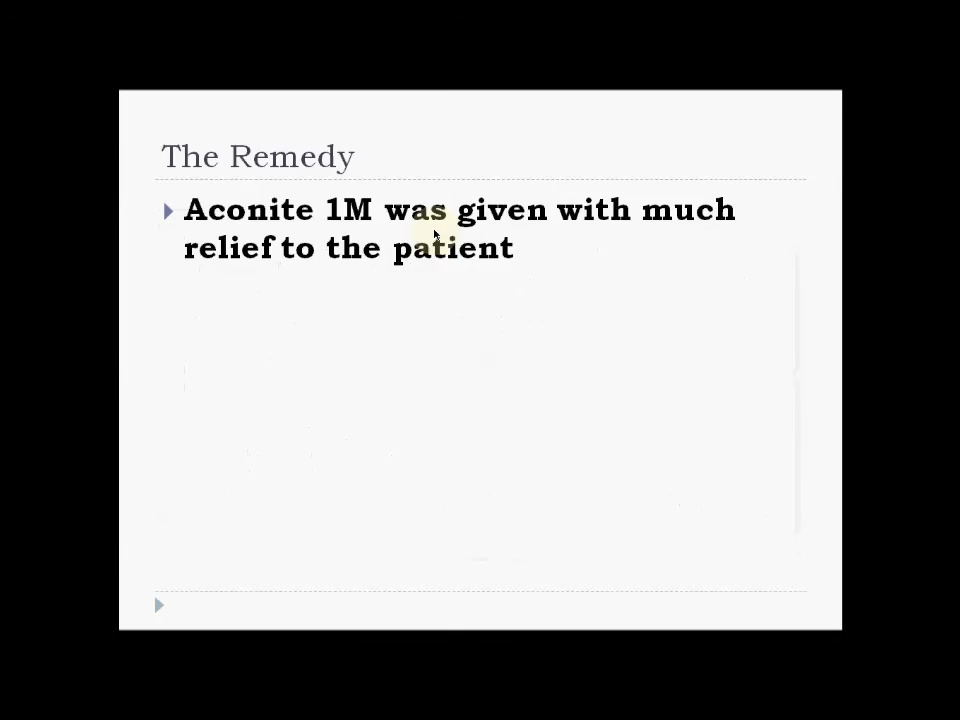 The Remedy
Aconite 1M was given with much
relief to the patient